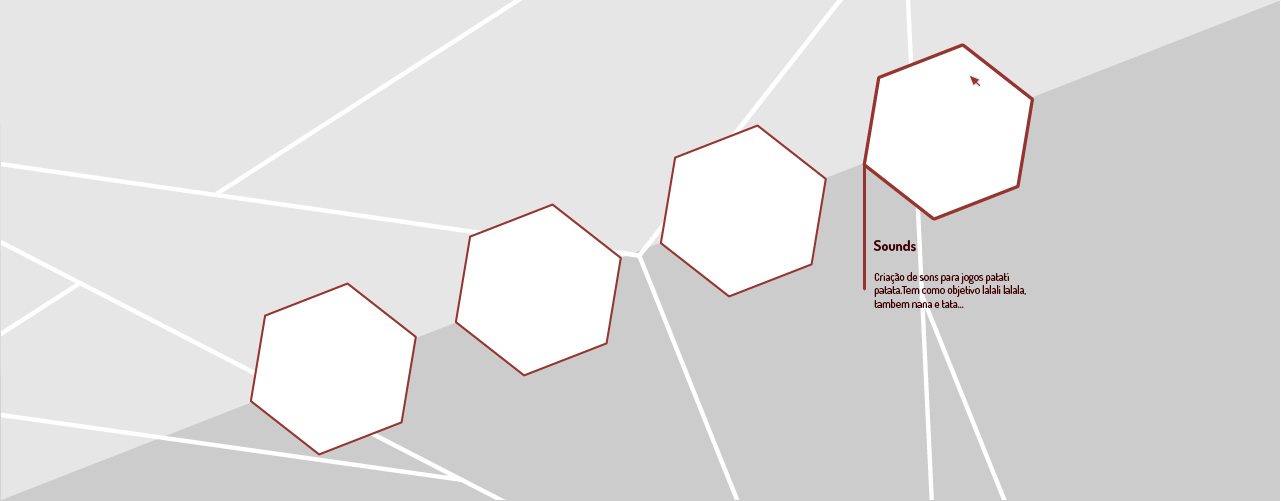 Sounds
Criação de sons para jogos patati
patata.Tem como objetivo lalali lalala,
tambem nana e tata...